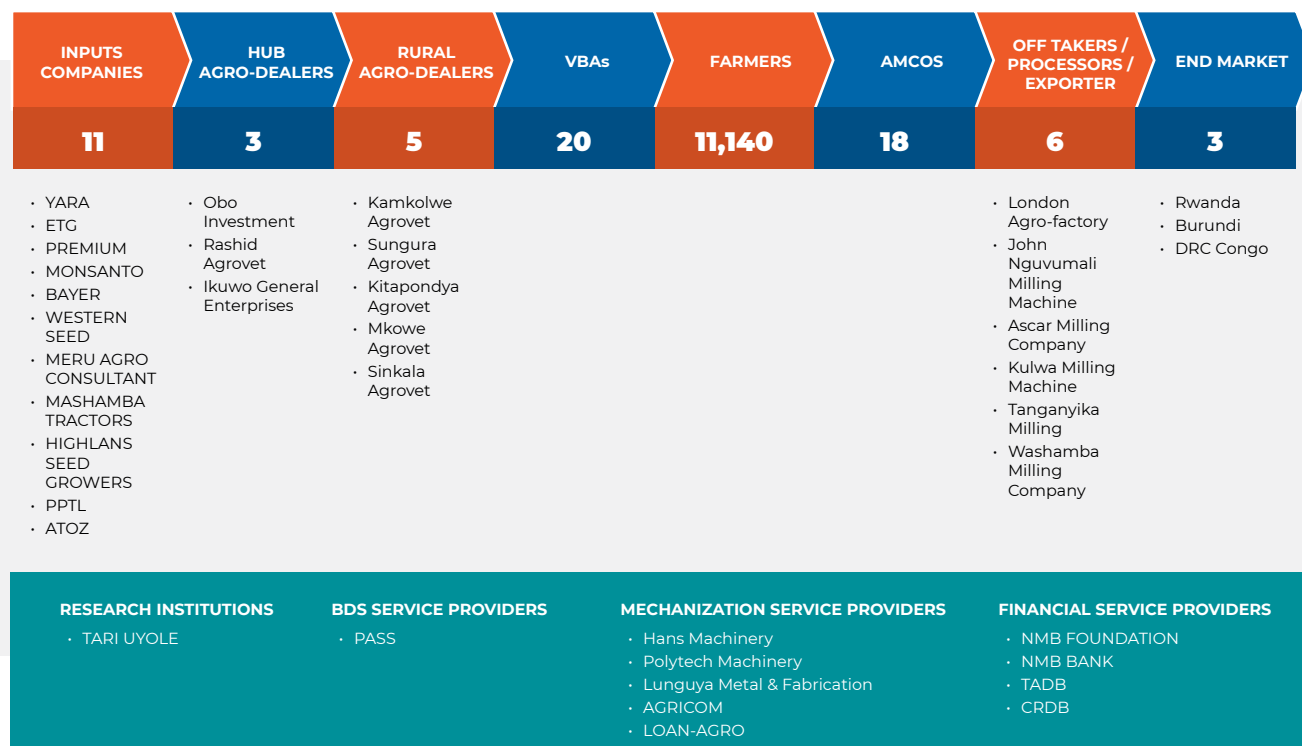 INPUTS
COMPANIES
HUB
AGRO-DEALERS
RURAL
AGRO-DEALERS
VBAs
FARMERS
AMCOS
OFF TAKERS /
PROCESSORS /
EXPORTER
END MARKET
11
3
5
20
11,140
18
6
3
• YARA
• ETG
• PREMIUM
• MONSANTO
• BAYER
• WESTERN
SEED
• MERU AGRO
CONSULTANT
• MASHAMBA
TRACTORS
• HIGHLANS
SEED
GROWERS
• PPTL
• ATOZ
• Obo
Investment
• Rashid
Agrovet
• Ikuwo General
Enterprises
• Kamkolwe
Agrovet
• Sungura
Agrovet
• Kitapondya
Agrovet
• Mkowe
Agrovet
• Sinkala
Agrovet
• London
Agro-factory
• John
Nguvumali
Milling
Machine
• Ascar Milling
Company
• Kulwa Milling
Machine
• Tanganyika
Milling
• Washamba
Milling
Company
• Rwanda
• Burundi
• DRC Congo
RESEARCH INSTITUTIONS
• TARI UYOLE
BDS SERVICE PROVIDERS
• PASS
MECHANIZATION SERVICE PROVIDERS
• Hans Machinery
• Polytech Machinery
• Lunguya Metal & Fabrication
• AGRICOM
• LOAN-AGRO
FINANCIAL SERVICE PROVIDERS
• NMB FOUNDATION
• NMB BANK
• TADB
• CRDB